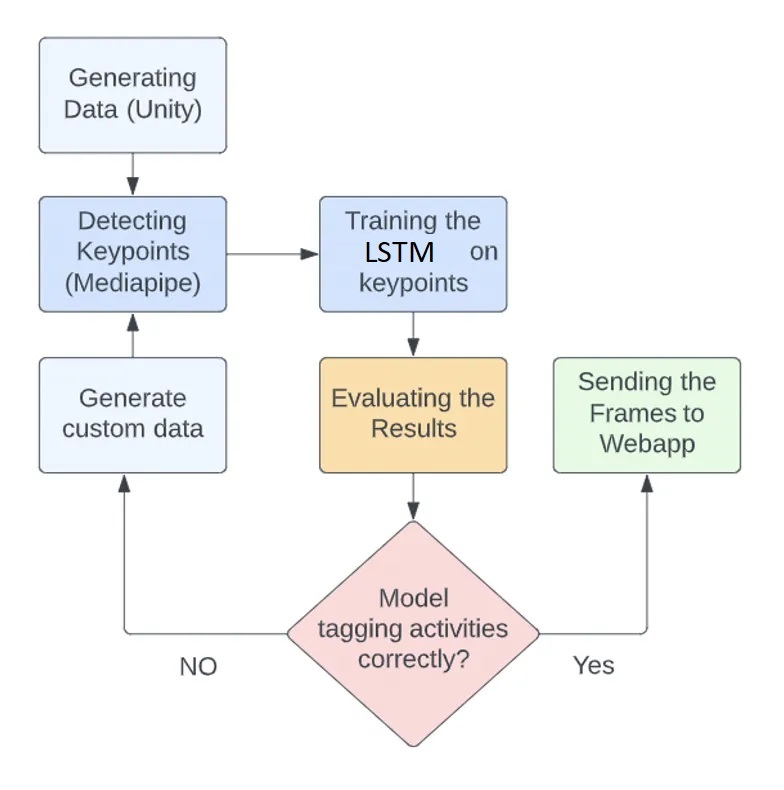 Generating
Data (Unity)
Detecting
Keypoints
(Mediapipe)
Training the
LSTM on
keypoints
Generate
custom data
Evaluating the
Results
Sending the
Frames to
Webapp
Model
tagging activities
correctly?
NO
Yes